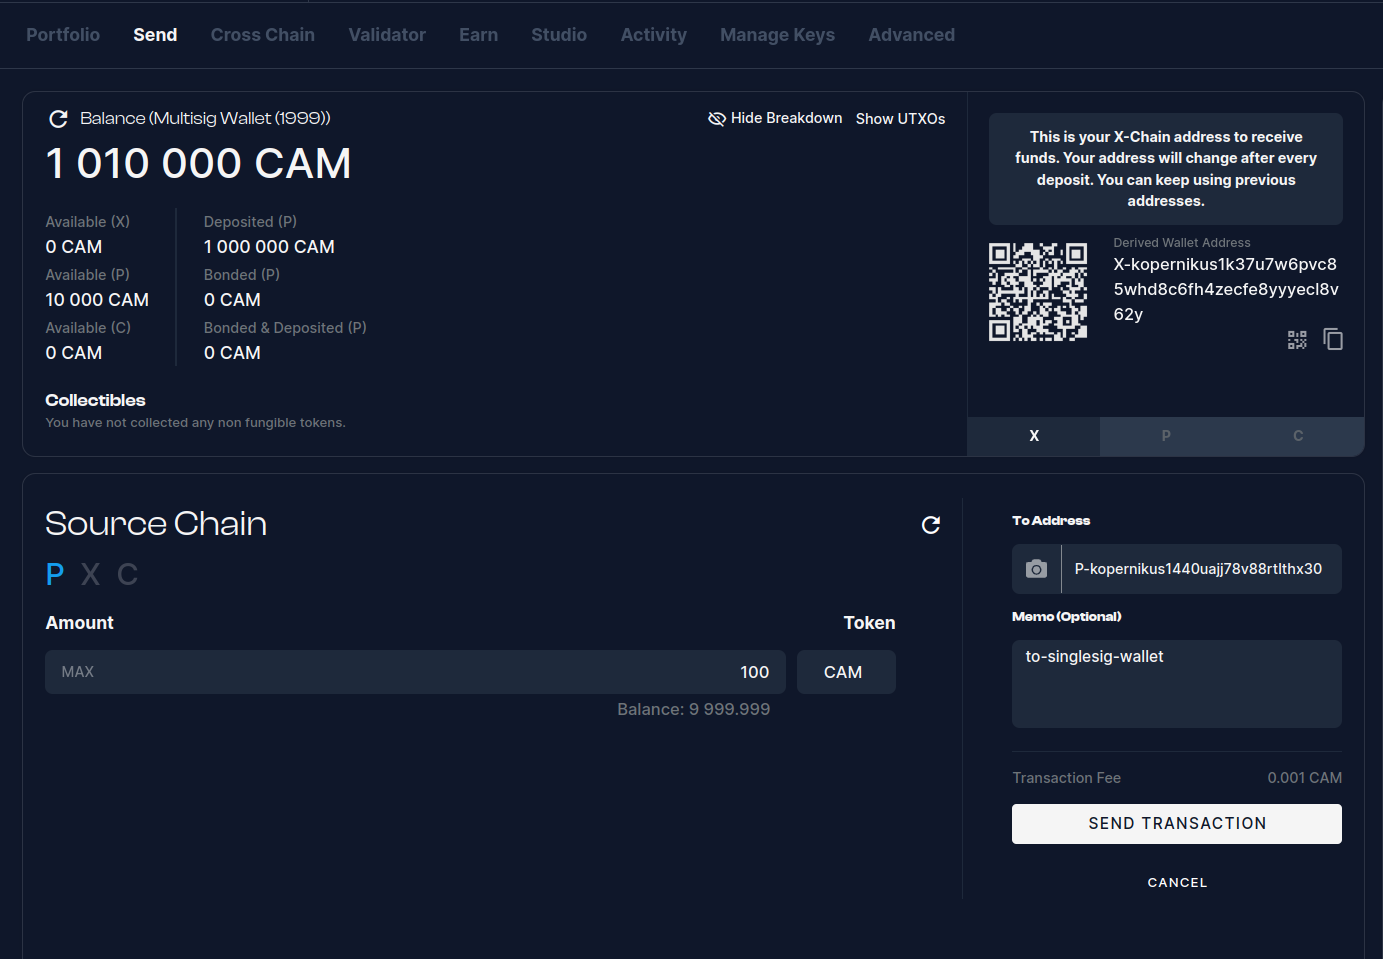 Portfolio Send Cross Chain Validator Earn Studio Activity Manage Keys Advanced
Balance (Multisig Wallet (1999))
Hide Breakdown Show UTXOs
1 010 000 CAM
Available (X) Deposited (P)
0 CAM 1 000 000 CAM
Available (P) Bonded (P)
10 000 CAM 0 CAM
Available (C) Bonded & Deposited (P)
0 CAM 0 CAM
Collectibles
You have not collected any non fungible tokens.
This is your X-Chain address to receive
funds. Your address will change after every
deposit. You can keep using previous
addresses.
Derived Wallet Address
X-kopernikus1k37u7w6pvc8
5whd8c6fh4zecfe8yyyecl8v
62y
X P C
Source Chain
P X C
Amount Token
MAX 100 CAM
Balance: 9 999.999
To Address
P-kopernikus1440uajj78v88rtlthx30
Memo (Optional)
to-singlesig-wallet
Transaction Fee 0.001 CAM
SEND TRANSACTION
CANCEL